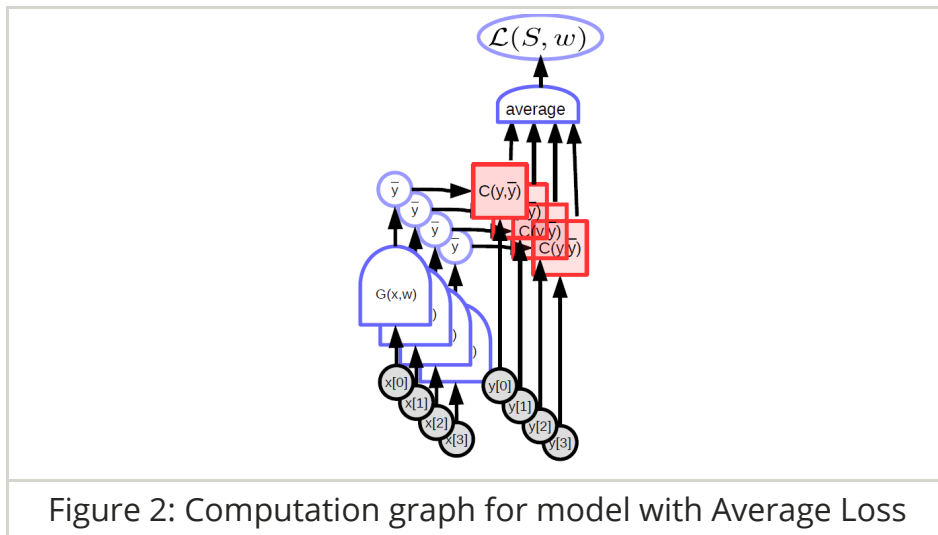 ℒ(S, w)
average
ȳ
C(y,ȳ)
ȳ
ȳ)
ȳ
C(y,ȳ)
ȳ
C(y,ȳ)
G(x,w)
)
)
)
x[0]
y[0]
x[1]
y[1]
x[2]
y[2]
x[3]
y[3]
Figure 2: Computation graph for model with Average Loss